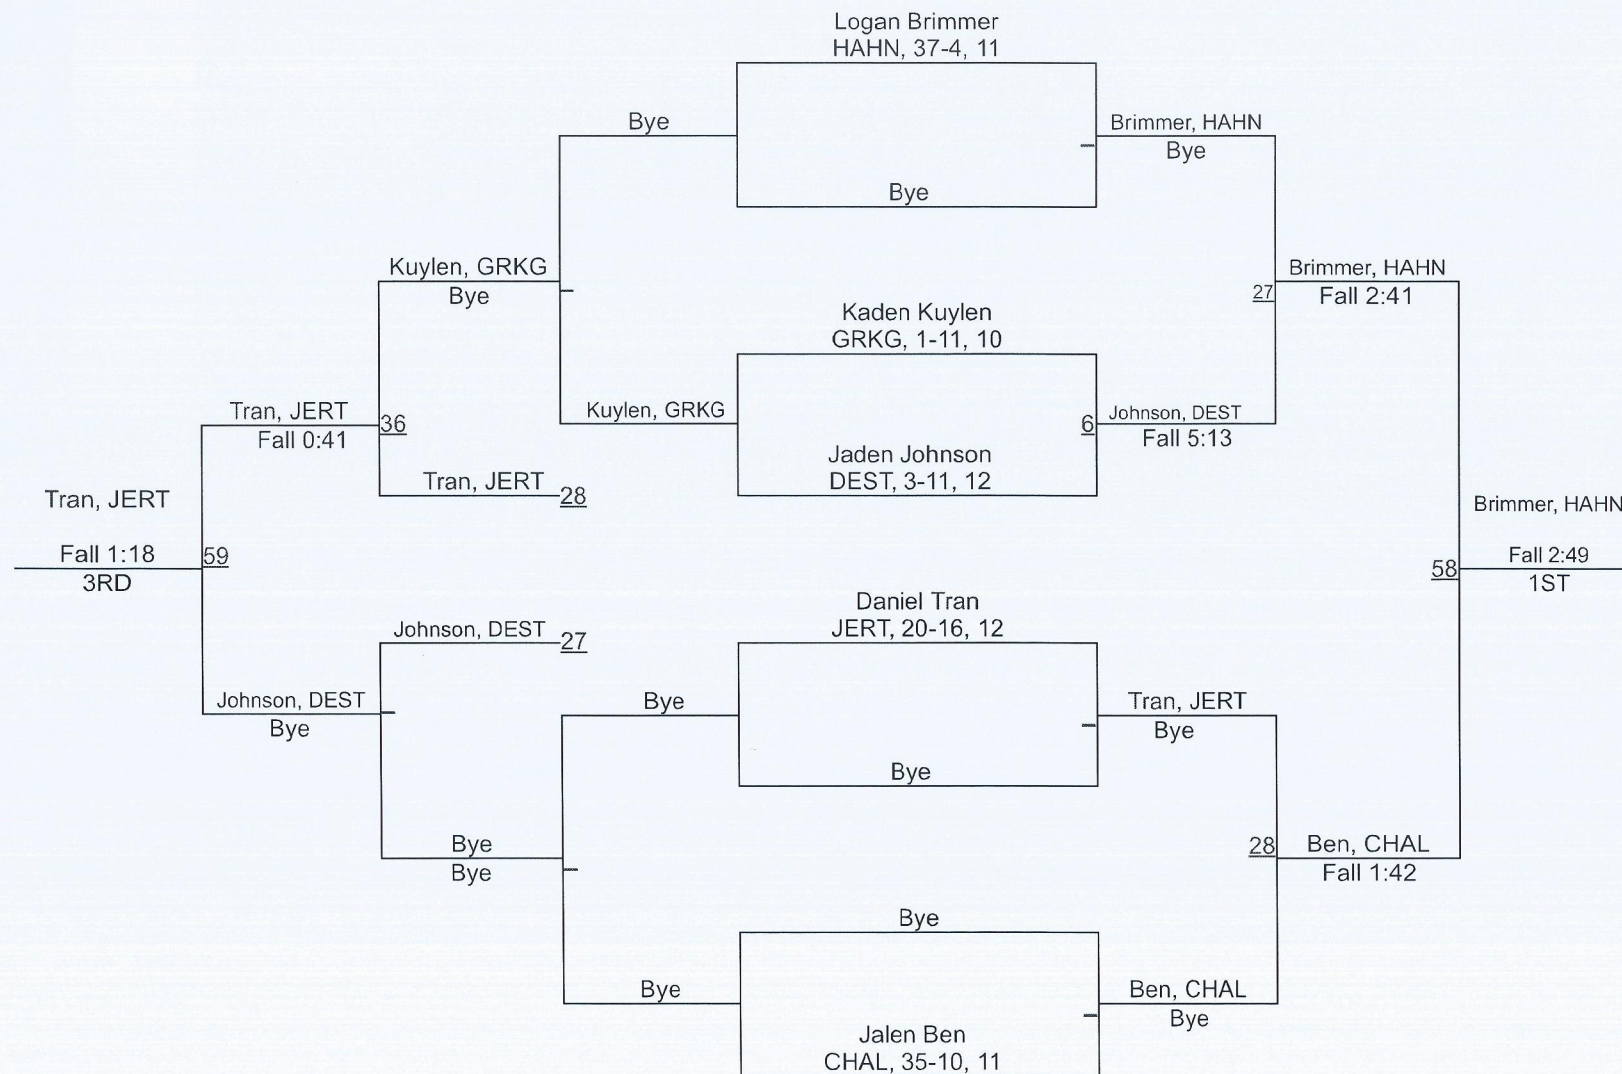 Logan Brimmer
HAHN, 37-4, 11
Bye
Brimmer, HAHN
Bye
Bye
Kuylen, GRKG
Bye
Brimmer, HAHN
27
Fall 2:41
Kaden Kuylen
GRKG, 1-11, 10
Tran, JERT
36
Fall 0:41
Kuylen, GRKG
6
Johnson, DEST
Fall 5:13
Jaden Johnson
DEST, 3-11, 12
Tran, JERT
28
Tran, JERT
Fall 1:18
59
3RD
Brimmer, HAHN
58
Fall 2:49
1ST
Daniel Tran
JERT, 20-16, 12
Johnson, DEST
27
Johnson, DEST
Bye
Bye
Tran, JERT
Bye
Bye
Bye
Bye
28
Ben, CHAL
Fall 1:42
Bye
Bye
Ben, CHAL
Bye
Jalen Ben
CHAL, 35-10, 11